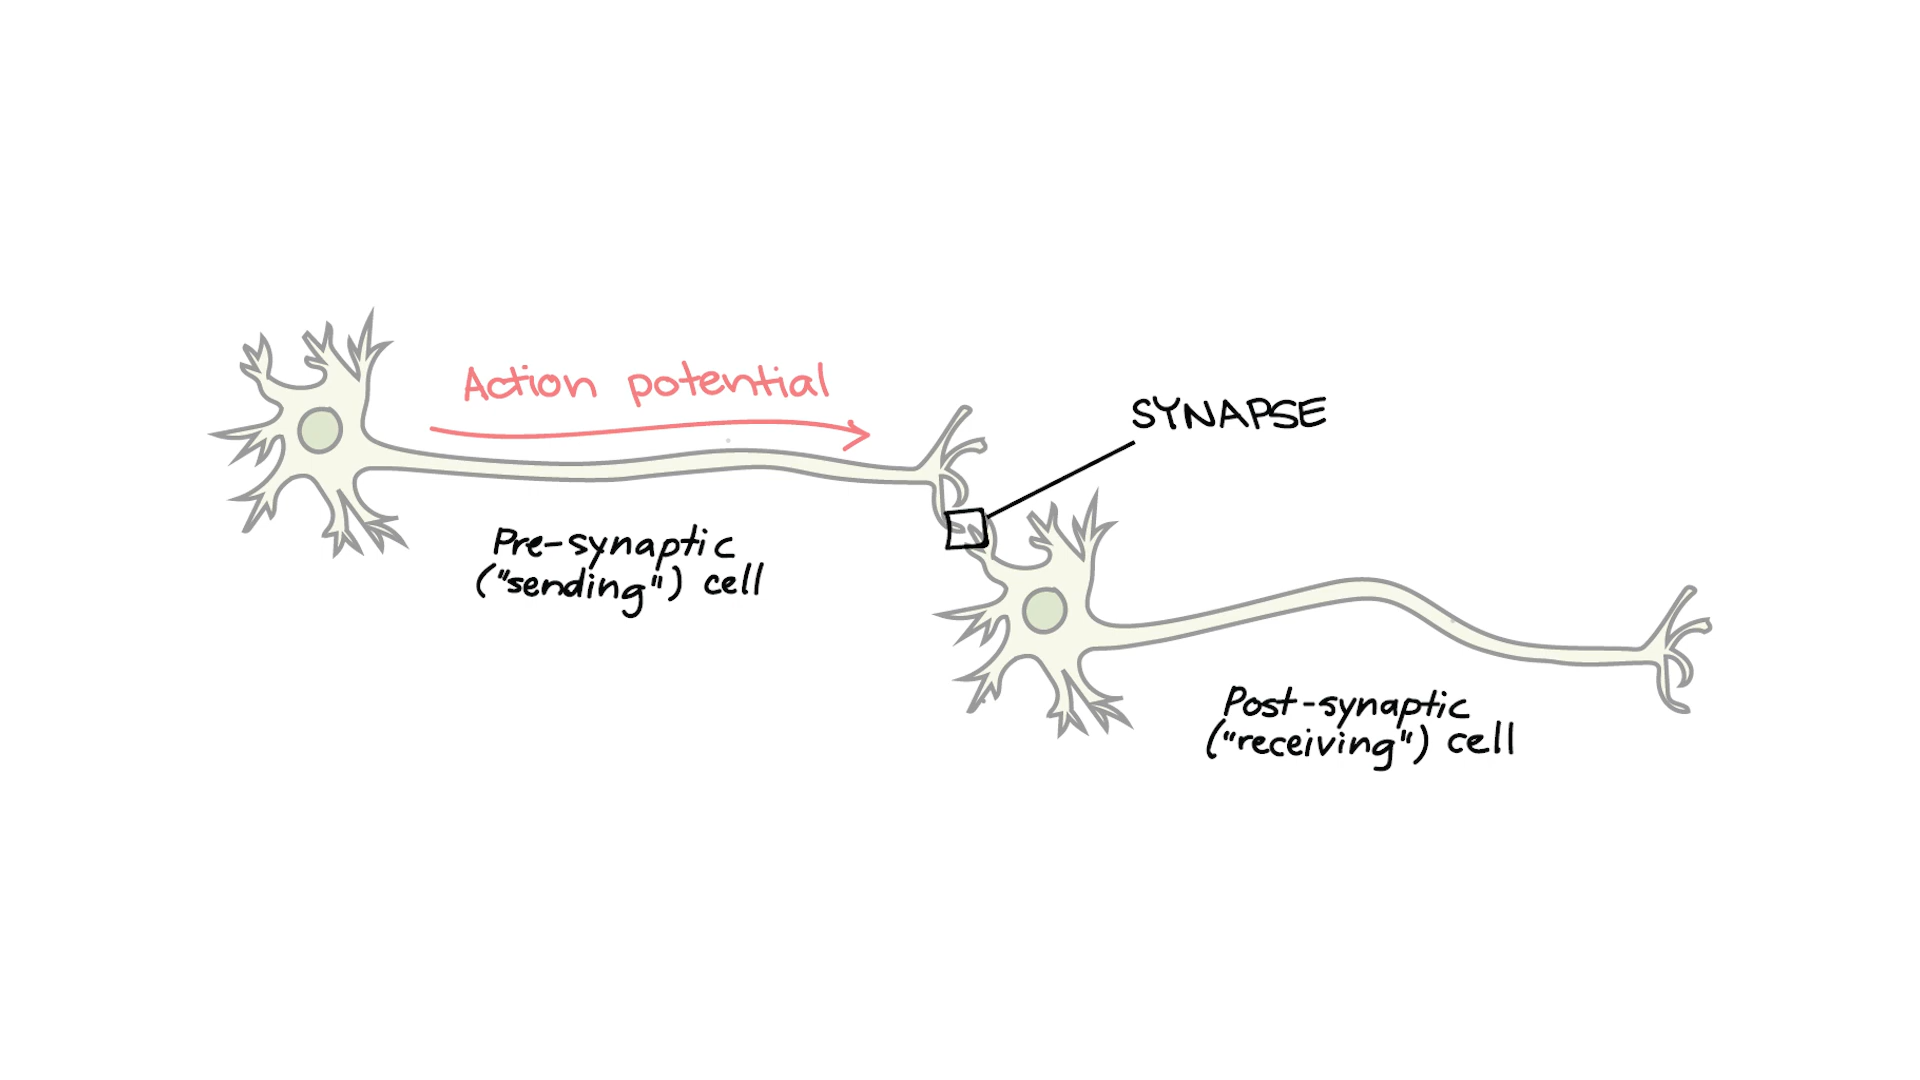 Action potential
SYNAPSE
Pre-synaptic
("sending") cell
Post-synaptic
("receiving") cell